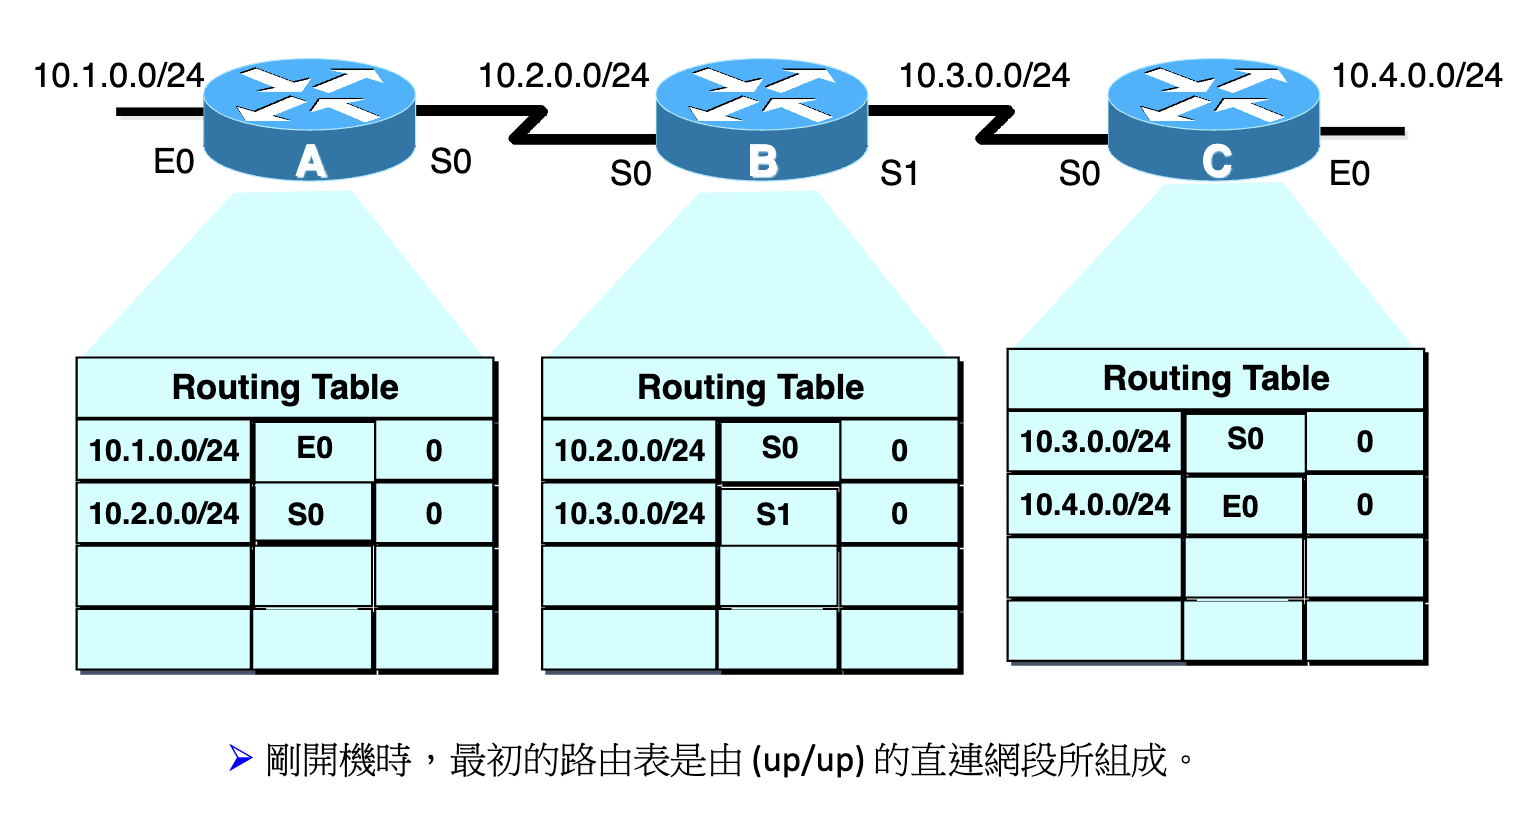 10.1.0.0/24 10.2.0.0/24 10.3.0.0/24 10.4.0.0/24
E0 A S0 S0 B S1 S0 C E0
Routing Table
10.1.0.0/24 E0 0
10.2.0.0/24 S0 0
Routing Table
10.2.0.0/24 S0 0
10.3.0.0/24 S1 0
Routing Table
10.3.0.0/24 S0 0
10.4.0.0/24 E0 0
➢ 剛開機時，最初的路由表是由 (up/up) 的直連網段所組成。